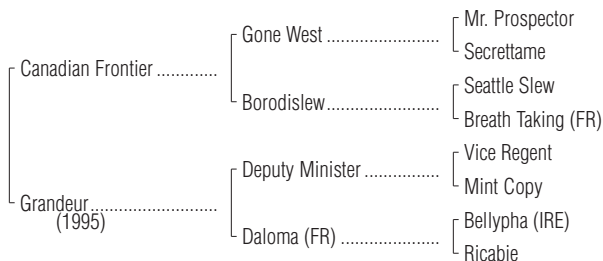 Mr. Prospector
Gone West ........................
Secrettame
Canadian Frontier .............
Seattle Slew
Borodislew........................
Breath Taking (FR)
Vice Regent
Deputy Minister ................
Mint Copy
Grandeur...........................
(1995)
Bellypha (IRE)
Daloma (FR) .....................
Ricabie